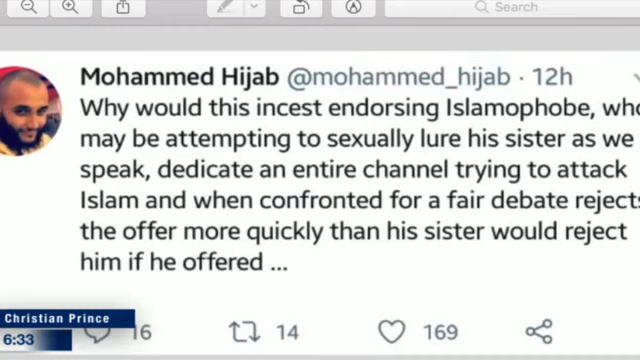 Search
Mohammed Hijab @mohammed_hijab · 12h
Why would this incest endorsing Islamophobe, who
may be attempting to sexually lure his sister as we
speak, dedicate an entire channel trying to attack
Islam and when confronted for a fair debate rejects
the offer more quickly than his sister would reject
him if he offered ...
16 14 169
Christian Prince
6:33